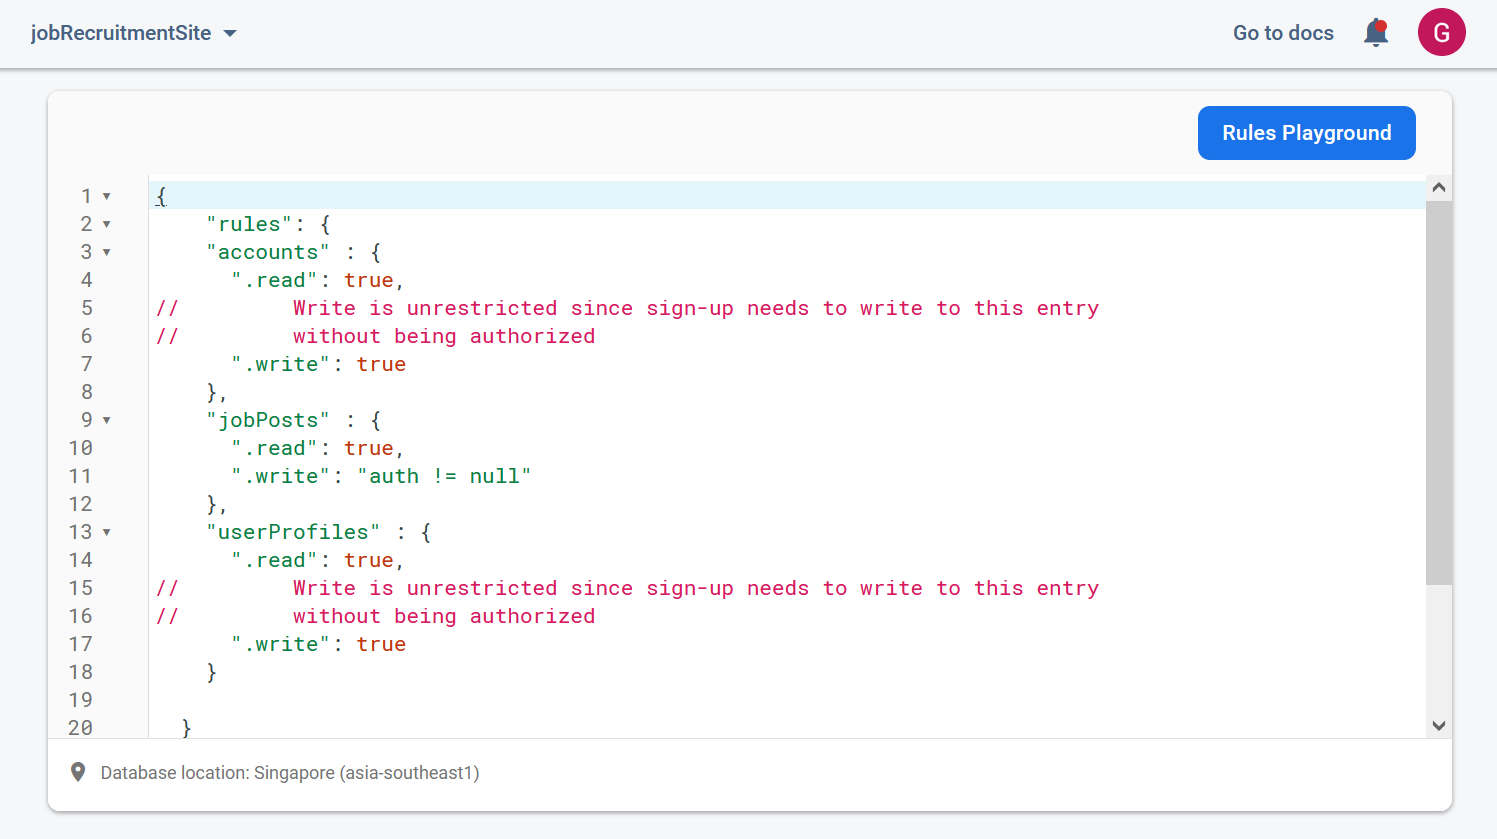 jobRecruitmentSite
Go to docs
G
Rules Playground
1 {
2 "rules": {
3 "accounts" : {
4 ".read": true,
5 // Write is unrestricted since sign-up needs to write to this entry
6 // without being authorized
7 ".write": true
8 },
9 "jobPosts" : {
10 ".read": true,
11 ".write": "auth != null"
12 },
13 "userProfiles" : {
14 ".read": true,
15 // Write is unrestricted since sign-up needs to write to this entry
16 // without being authorized
17 ".write": true
18 }
19
20 }
Database location: Singapore (asia-southeast1)